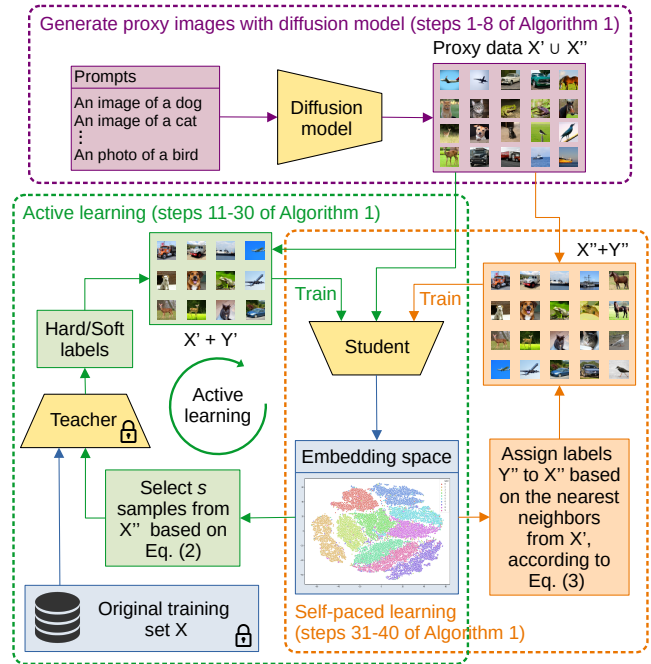 Generate proxy images with diffusion model (steps 1-8 of Algorithm 1)
Proxy data X' ∪ X''
Prompts
An image of a dog
An image of a cat
⋮
An photo of a bird
Diffusion
model
Active learning (steps 11-30 of Algorithm 1)
X''+Y''
Train
Train
Hard/Soft
labels
X' + Y'
Student
Active
learning
Teacher
Embedding space
Assign labels
Y'' to X'' based
on the nearest
neighbors
from X',
according to
Eq. (3)
Select s
samples from
X'' based on
Eq. (2)
Original training
set X
Self-paced learning
(steps 31-40 of Algorithm 1)